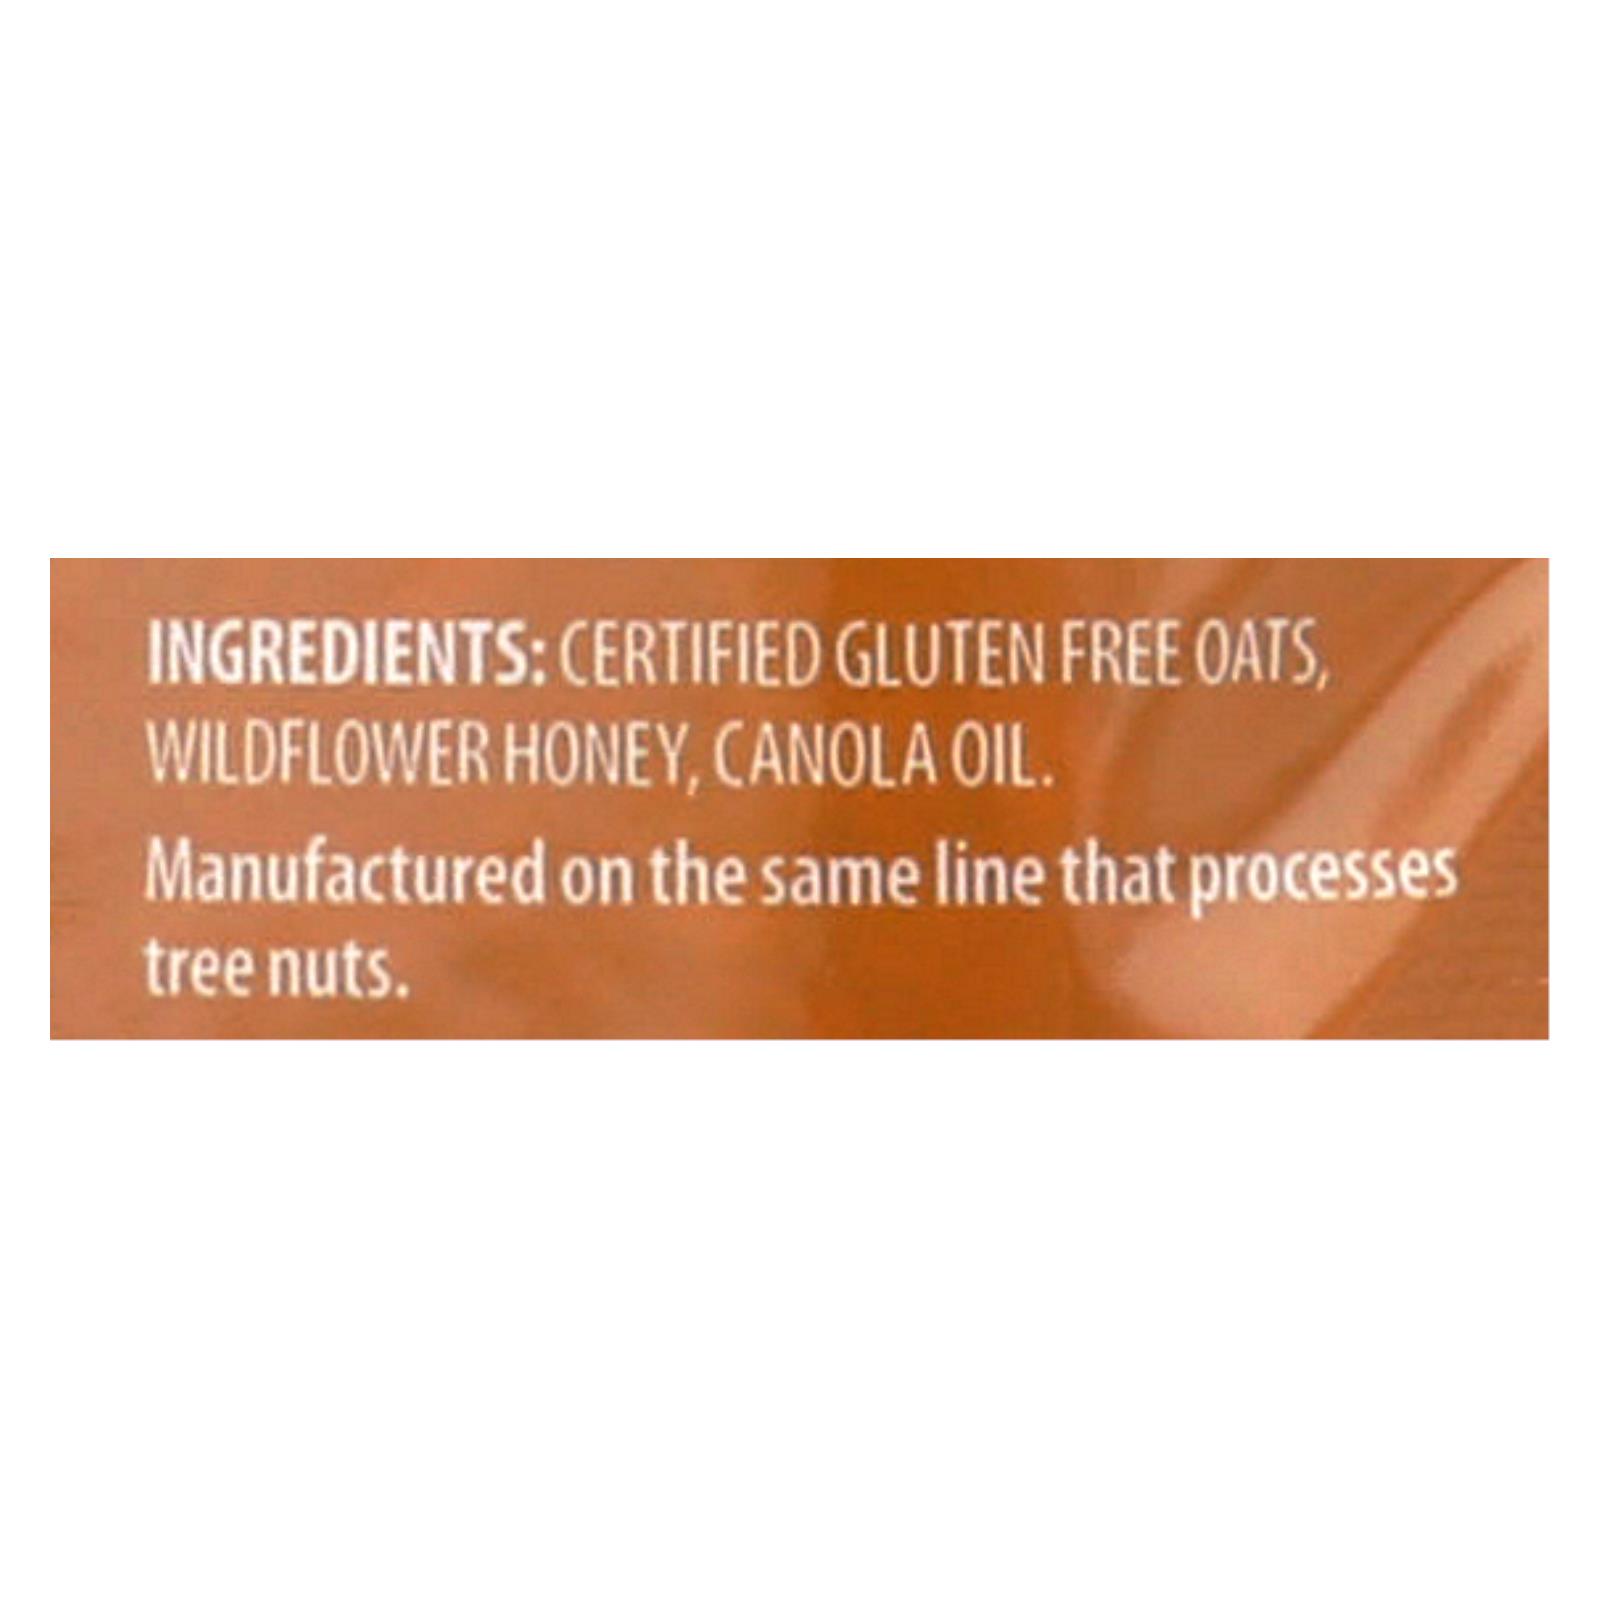 INGREDIENTS: CERTIFIED GLUTEN FREE OATS,
WILDFLOWER HONEY, CANOLA OIL.
Manufactured on the same line that processes
tree nuts.